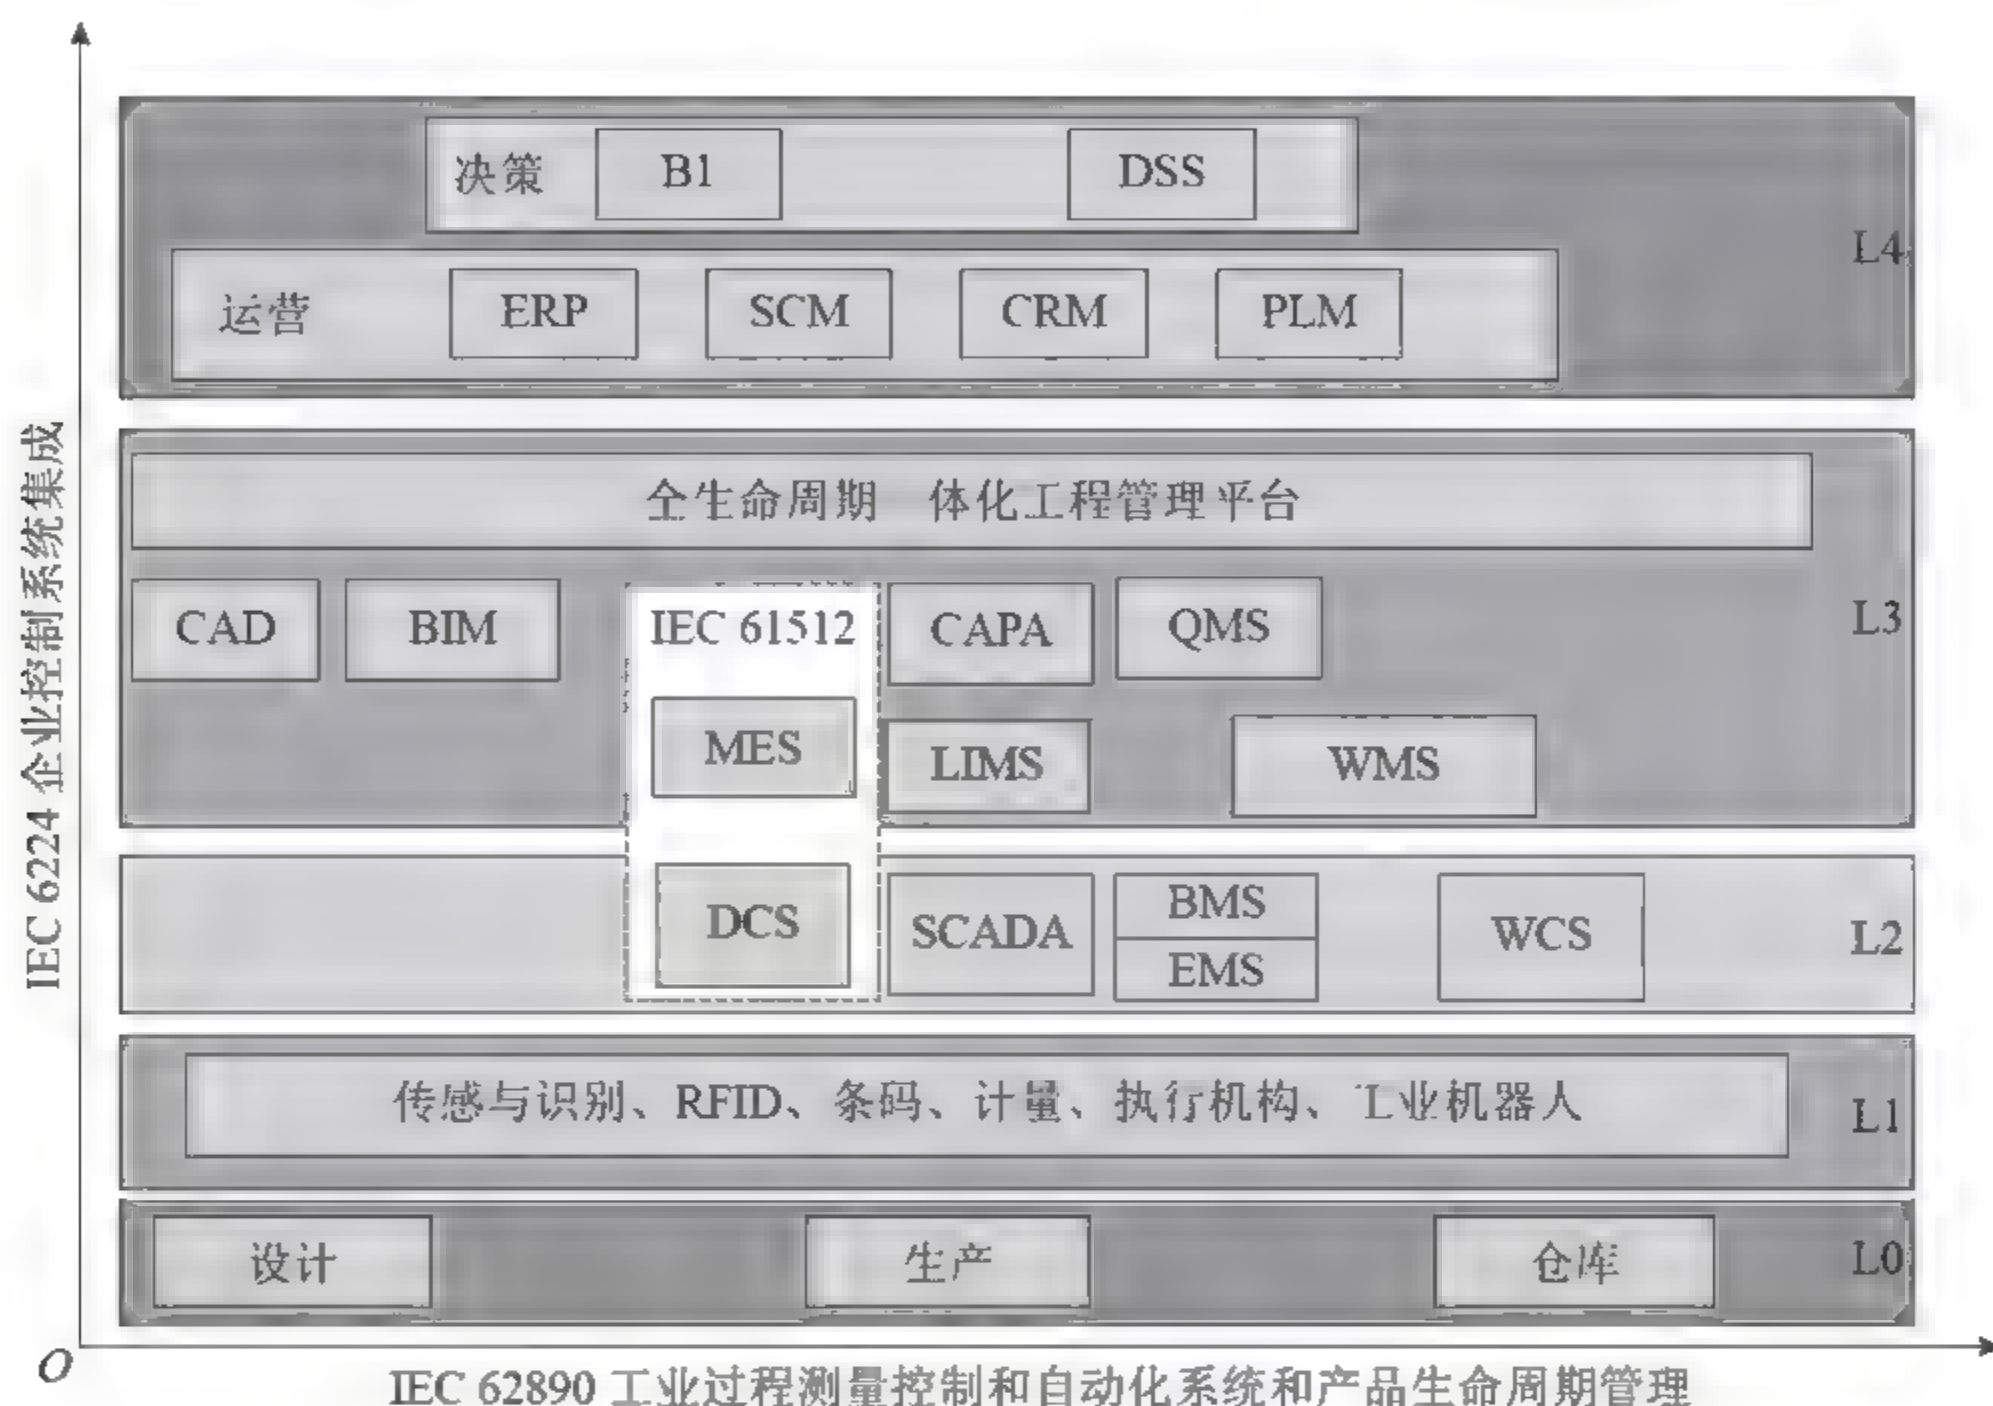 决策 B1 DSS
L4
运营 ERP SCM CRM PLM
全生命周期 体化工程管理平台
CAD BIM IEC 61512 CAPA QMS
L3
MES LIMS WMS
DCS SCADA BMS WCS
EMS
L2
传感与识别、RFID、条码、计量、执行机构、工业机器人
L1
设计 生产 仓库 L0
IEC 6224 企业控制系统集成
O
IEC 62890 工业过程测量控制和自动化系统和产品生命周期管理